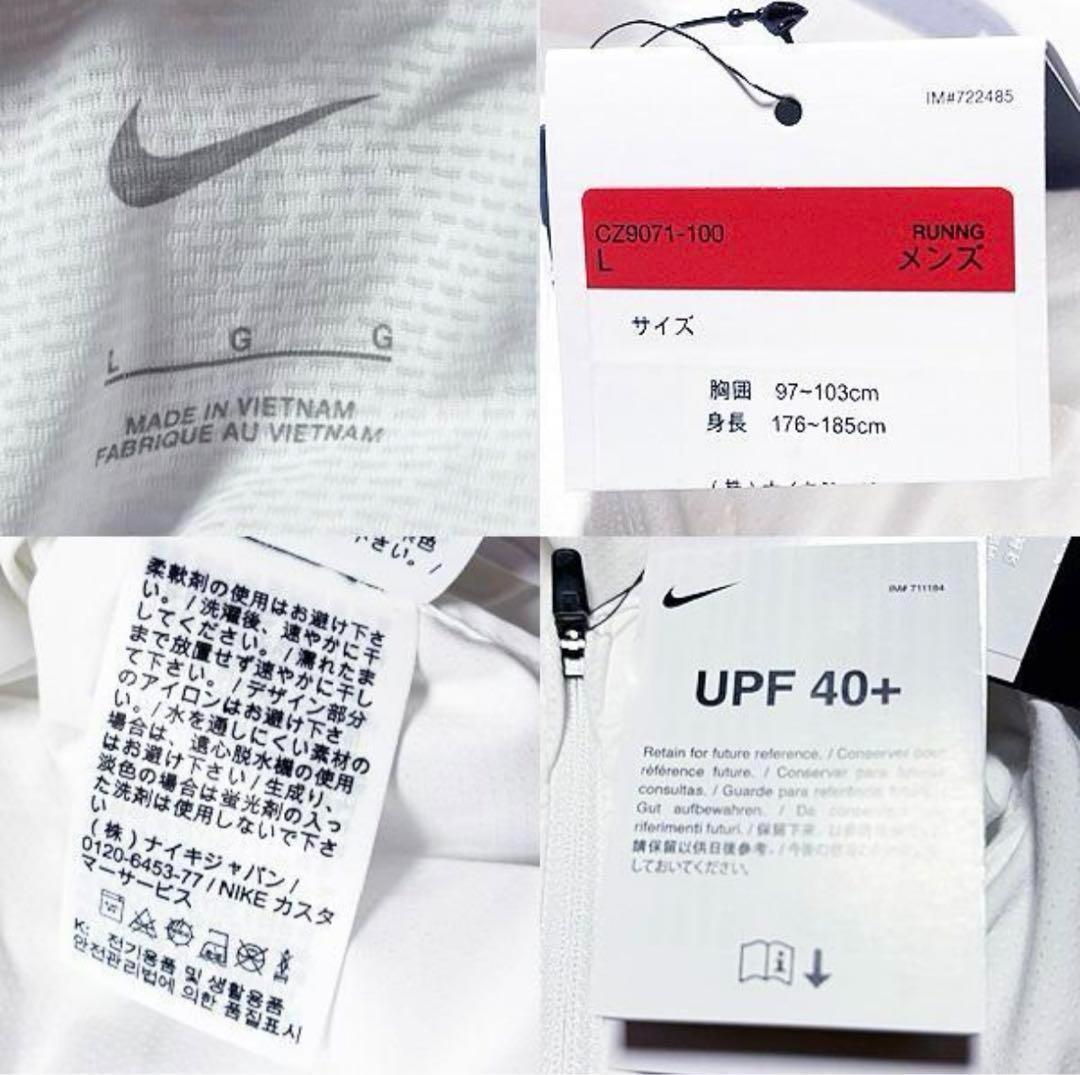 L G G
MADE IN VIETNAM
FABRIQUE AU VIETNAM
IM#722485
CZ9071-100 RUNNG
L メンズ
サイズ
胸囲 97~103cm
身長 176~185cm
下さい。/
柔軟剤の使用はお避け下さ
い。/洗濯後、速やかに干
してください。/濡れたま
まで放置せず速やかに干し
て下さい。/デザイン部分
のアイロンはお避け下さ
い。/水を通しにくい素材の
場合は、遠心脱水機の使用
はお避け下さい/生成り、
淡色の場合は蛍光剤の入っ
た洗剤は使用しないで下さ
い
(株)ナイキジャパン/
0120-6453-77/NIKE カスタ
マーサービス
K: 전기용품 및 생활용품
안전관리법에 의한 품질표시
IM# 711184
UPF 40+
Retain for future reference. / Conserver pour
référence future. / Conservar para futuras
consultas. / Guarde para referência futura. /
Gut aufbewahren. / Da conservare per
riferimenti futuri. / 保留下来
請保留以供日後參考。/
しておいてください。